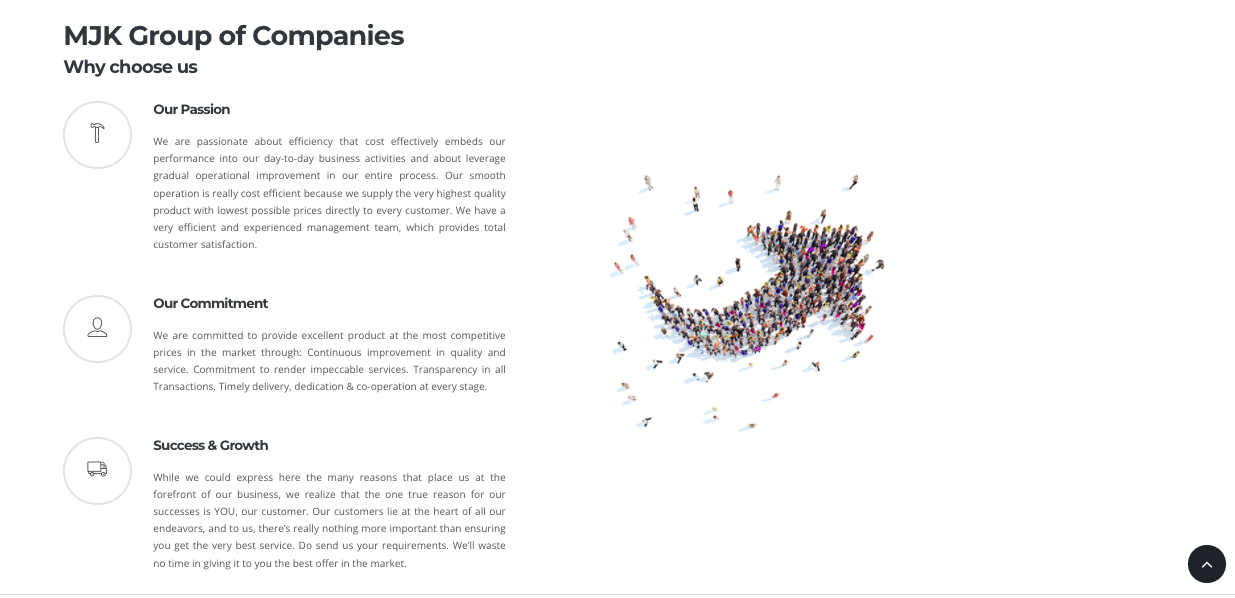 MJK Group of Companies
Why choose us
Our Passion
We are passionate about efficiency that cost effectively embeds our
performance into our day-to-day business activities and about leverage
gradual operational improvement in our entire process. Our smooth
operation is really cost efficient because we supply the very highest quality
product with lowest possible prices directly to every customer. We have a
very efficient and experienced management team, which provides total
customer satisfaction.
Our Commitment
We are committed to provide excellent product at the most competitive
prices in the market through: Continuous improvement in quality and
service. Commitment to render impeccable services. Transparency in all
Transactions. Timely delivery, dedication & co-operation at every stage.
Success & Growth
While we could express here the many reasons that place us at the
forefront of our business, we realize that the one true reason for our
successes is YOU, our customer. Our customers lie at the heart of all our
endeavors, and to us, there's really nothing more important than ensuring
you get the very best service. Do send us your requirements. We'll waste
no time in giving it to you the best offer in the market.